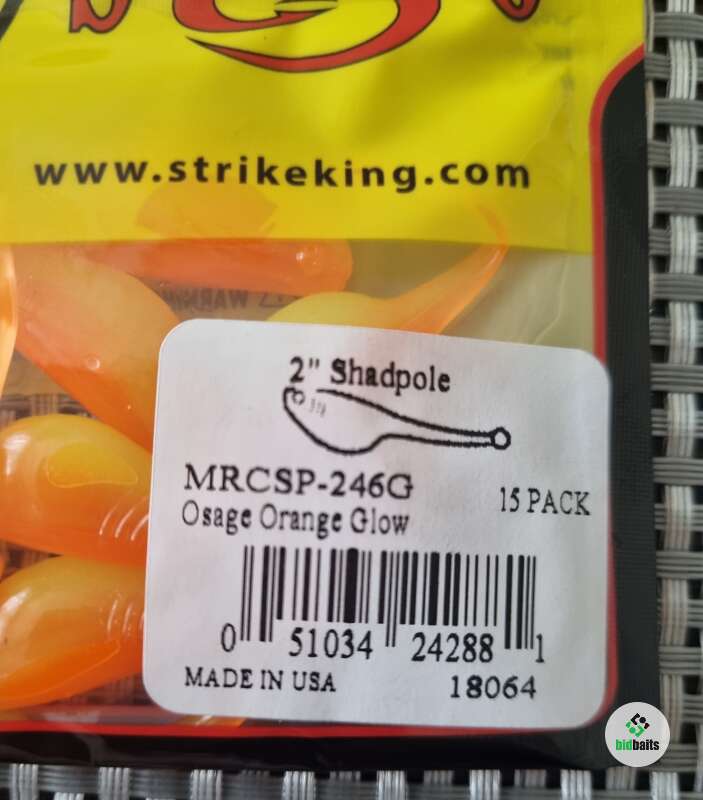 www.strikeking.com
2" Shadpole
MRCSP-246G
15 PACK
Osage Orange Glow
0 51034 24288 1
MADE IN USA
18064
bidbaits